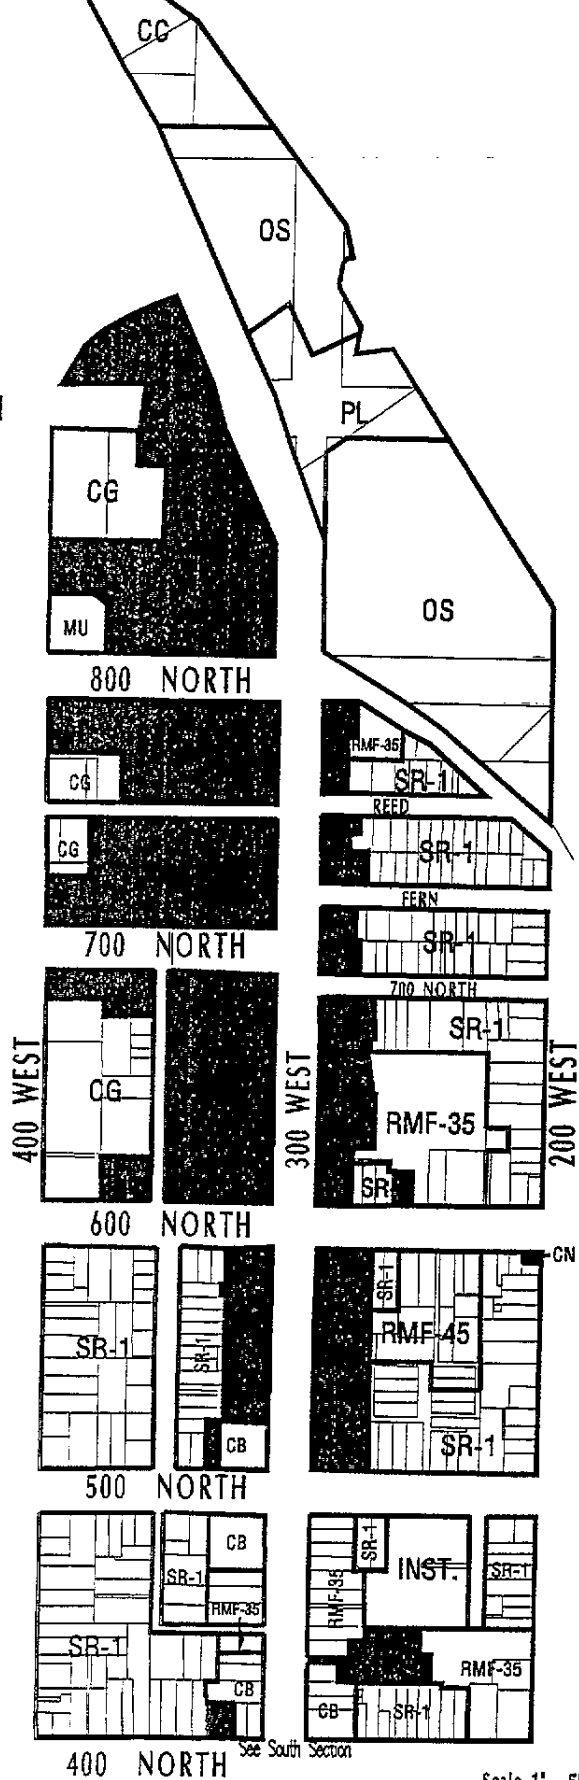 CG
OS
PL
CG
OS
MU
800 NORTH
RMF-35
CG
SR-1
REED
CG
SR-1
FERN
700 NORTH
SR-1
700 NORTH
SR-1
400 WEST
CG
300 WEST
RMF-35
200 WEST
SR
600 NORTH
CN
SR-1
SR-1
SR-1
RMF-45
CB
SR-1
500 NORTH
CB
SR-1
INST.
SR-1
SR-1
RMF-35
RMF-35
SR-1
RMF-35
CB
CB
SR-1
See South Section
400 NORTH
Scale 1"